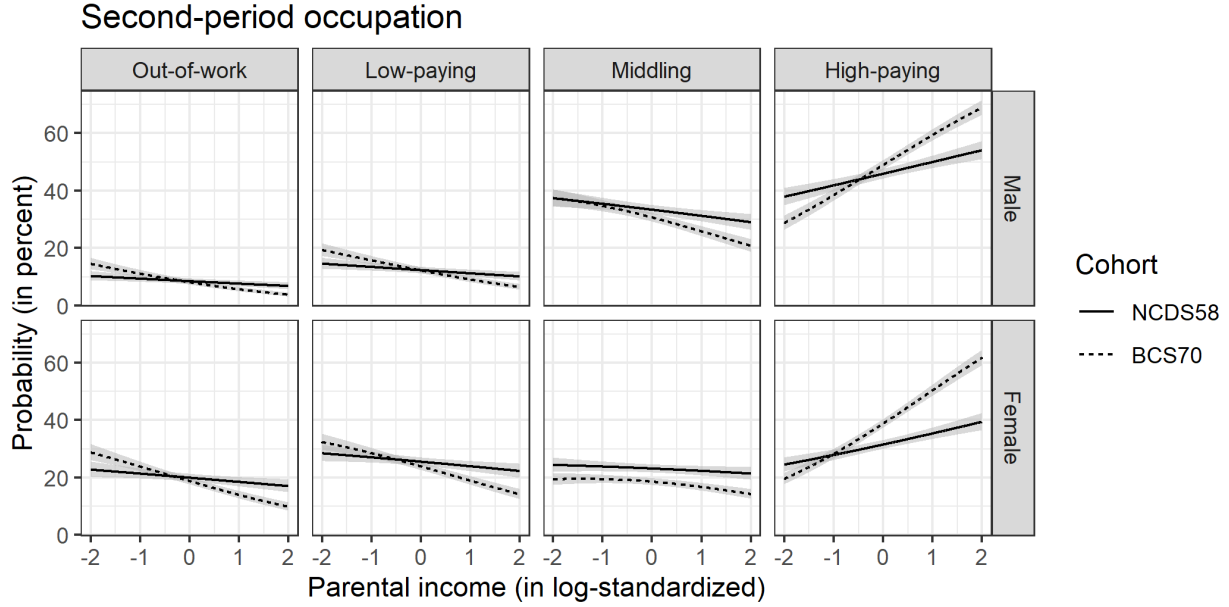 Second-period occupation
Out-of-work
Low-paying
Middling
High-paying
60
40
20
0
Male
60
40
20
0
Female
Probability (in percent)
-2 -1 0 1 2
-2 -1 0 1 2
-2 -1 0 1 2
-2 -1 0 1 2
Parental income (in log-standardized)
Cohort
NCDS58
BCS70